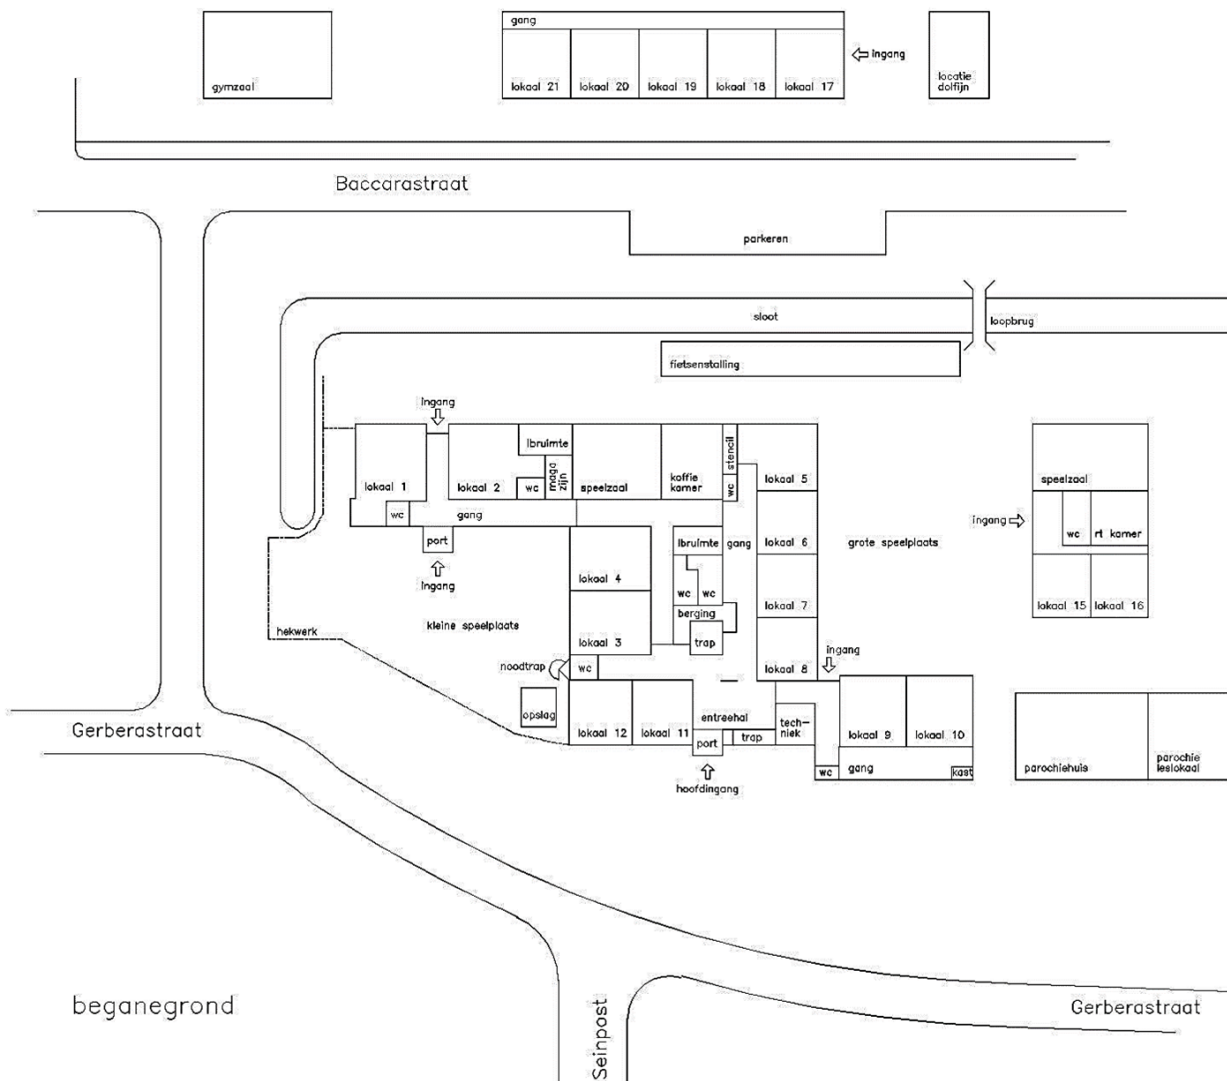 gang
ingang
gymzaal
lokaal 21
lokaal 20
lokaal 19
lokaal 18
lokaal 17
locatie
dolfijn
Baccarastraat
parkeren
sloot
loopbrug
fietsenstalling
ingang
lokaal 1
wc
lokaal 2
lbruimte
wc
maga
zijn
speelzaal
koffie
kamer
stencil
wc
lokaal 5
gang
port
ingang
lokaal 4
lbruimte
gang
lokaal 6
wc
wc
berging
trap
lokaal 7
lokaal 3
lokaal 8
grote speelplaats
speelzaal
ingang
wc
rt kamer
lokaal 15
lokaal 16
hekwerk
kleine speelplaats
noodtrap
wc
ingang
opslag
lokaal 12
lokaal 11
entreehal
port
trap
tech-
niek
hoofdingang
lokaal 9
lokaal 10
wc
gang
kast
parochiehuis
parochie
leslokaal
Gerberastraat
beganegrond
Seinpost
Gerberastraat